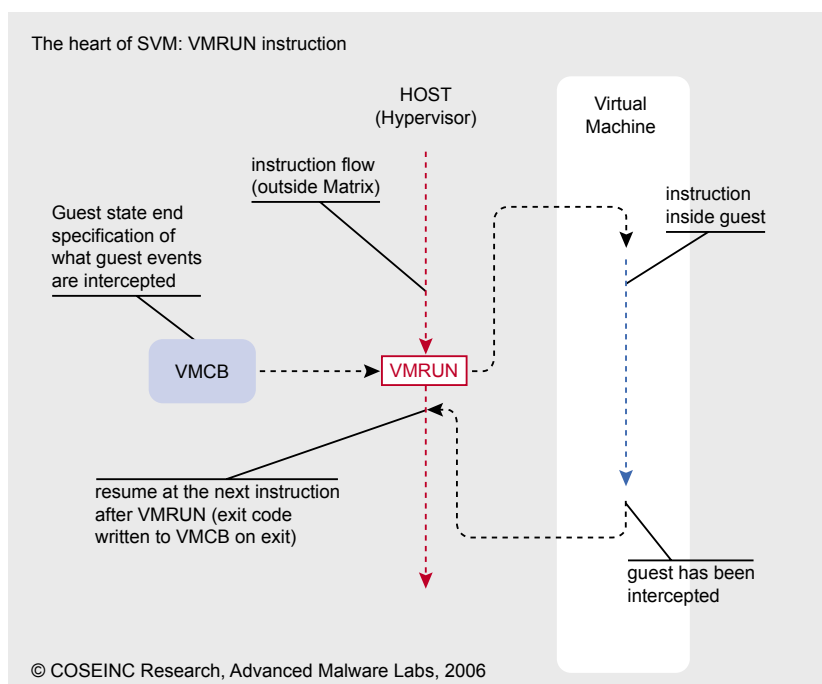 The heart of SVM: VMRUN instruction
HOST
(Hypervisor)
Virtual
Machine
instruction flow
(outside Matrix)
instruction
inside guest
Guest state end
specification of
what guest events
are intercepted
VMCB
VMRUN
resume at the next instruction
after VMRUN (exit code
written to VMCB on exit)
guest has been
intercepted
© COSEINC Research, Advanced Malware Labs, 2006